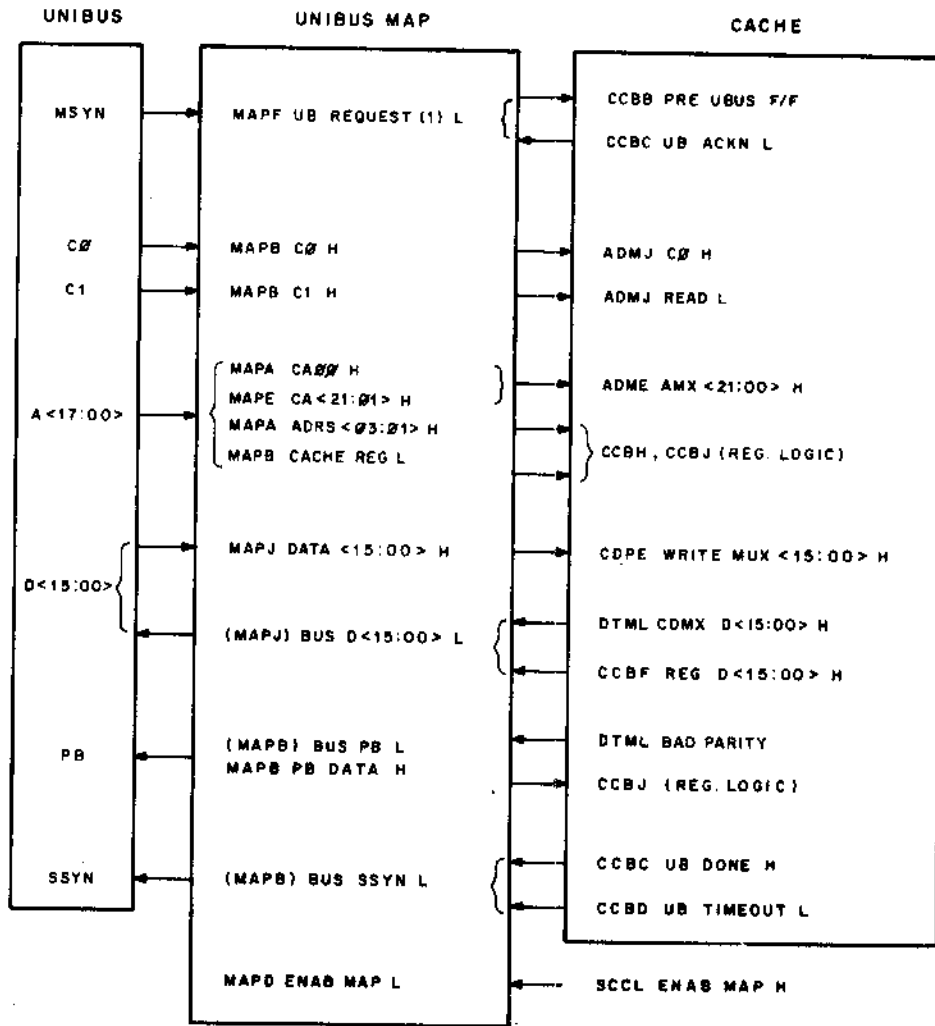 UNIBUS UNIBUS MAP CACHE
MSYN MAPF UB REQUEST (1) L CCBB PRE UBUS F/F
CCBC UB ACKN L
CØ MAPB CØ H ADMJ CØ H
C1 MAPB C1 H ADMJ READ L
MAPA CAØØ H
MAPE CA<21:Ø1> H ADME AMX <21:00> H
A<17:00> MAPA ADRS <Ø3:Ø1> H
MAPB CACHE REG L CCBH, CCBJ (REG. LOGIC)
MAPJ DATA <15:00> H CDPE WRITE MUX <15:00> H
D<15:00>
(MAPJ) BUS D<15:00> L DTML CDMX D<15:00> H
CCBF REG D<15:00> H
PB (MAPB) BUS PB L DTML BAD PARITY
MAPB PB DATA H
CCBJ (REG. LOGIC)
SSYN (MAPB) BUS SSYN L CCBC UB DONE H
CCBD UB TIMEOUT L
MAPD ENAB MAP L SCCL ENAB MAP H